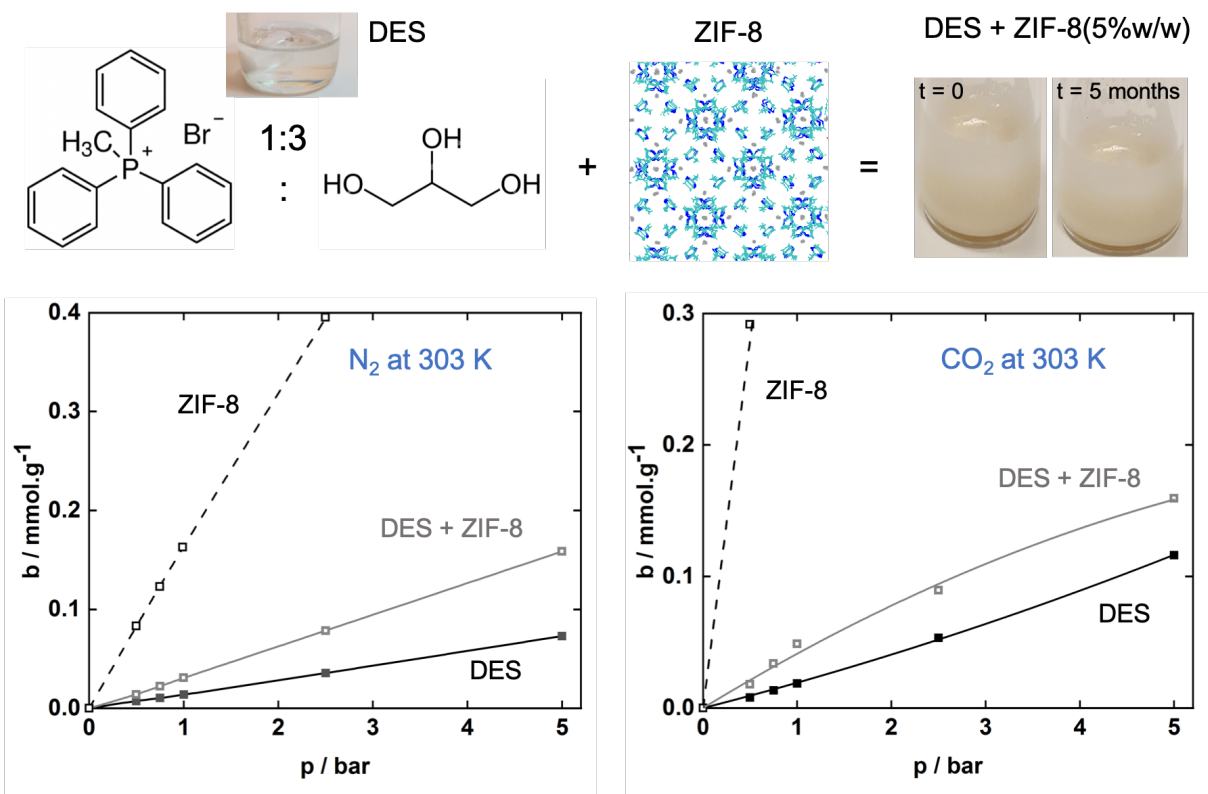 DES
ZIF-8
DES + ZIF-8(5%w/w)
t = 0
t = 5 months
H₃C
P
+
Br⁻
1:3
:
OH
HO
OH
+
=
0.4
0.3
0.2
0.1
0.0
b / mmol.g⁻¹
N₂ at 303 K
ZIF-8
DES + ZIF-8
DES
0
1
2
3
4
5
p / bar
0.3
0.2
0.1
0.0
b / mmol.g⁻¹
CO₂ at 303 K
ZIF-8
DES + ZIF-8
DES
0
1
2
3
4
5
p / bar